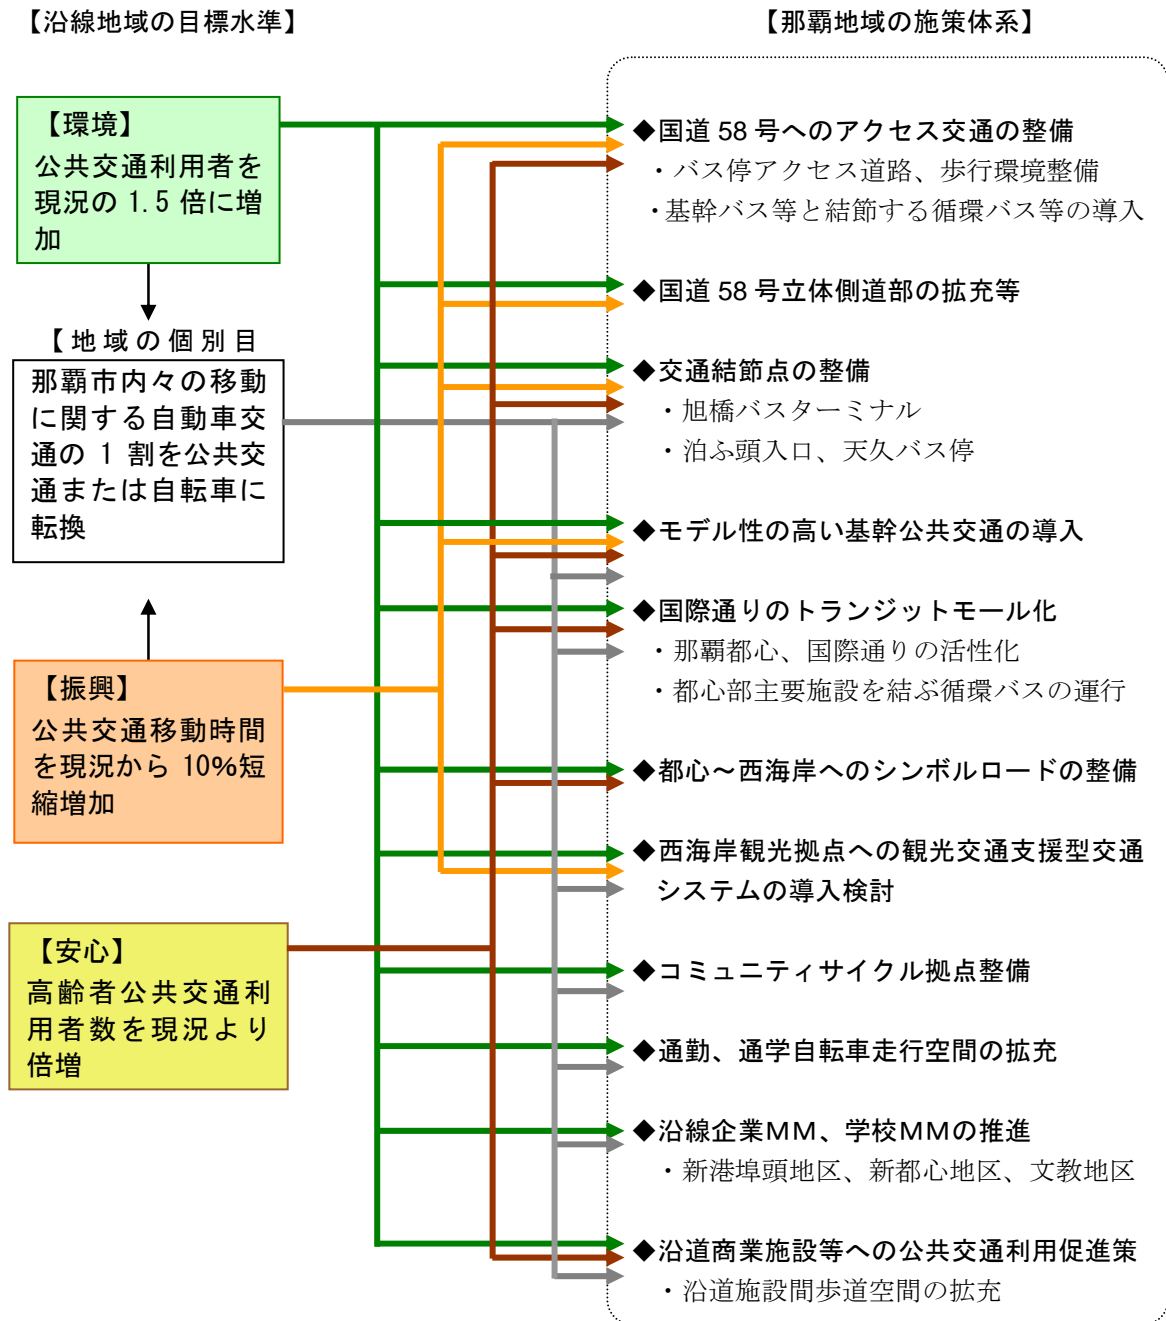 【沿線地域の目標水準】
【環境】
公共交通利用者を
現況の 1.5 倍に増
加
【地域の個別目
那覇市内々の移動
に関する自動車交
通の 1 割を公共交
通または自転車に
転換
【振興】
公共交通移動時間
を現況から 10%短
縮増加
【安心】
高齢者公共交通利
用者数を現況より
倍増
【那覇地域の施策体系】
◆国道 58 号へのアクセス交通の整備
・バス停アクセス道路、歩行環境整備
・基幹バス等と結節する循環バス等の導入
◆国道 58 号立体側道部の拡充等
◆交通結節点の整備
・旭橋バスターミナル
・泊ふ頭入口、天久バス停
◆モデル性の高い基幹公共交通の導入
◆国際通りのトランジットモール化
・那覇都心、国際通りの活性化
・都心部主要施設を結ぶ循環バスの運行
◆都心～西海岸へのシンボルロードの整備
◆西海岸観光拠点への観光交通支援型交通
システムの導入検討
◆コミュニティサイクル拠点整備
◆通勤、通学自転車走行空間の拡充
◆沿線企業ＭＭ、学校ＭＭの推進
・新港埠頭地区、新都心地区、文教地区
◆沿道商業施設等への公共交通利用促進策
・沿道施設間歩道空間の拡充